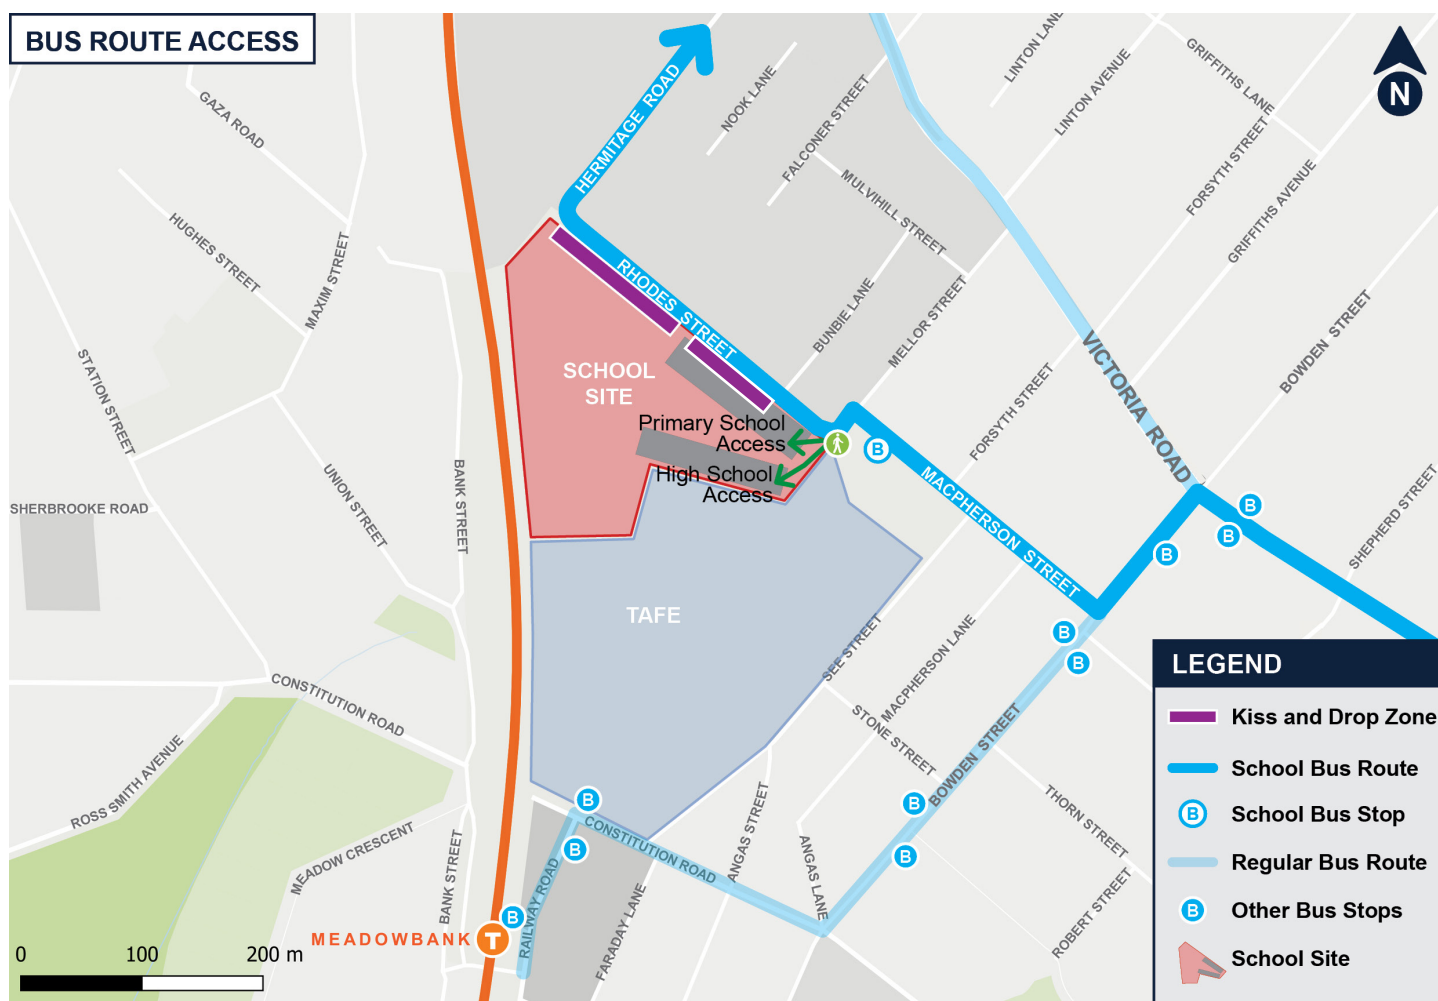 BUS ROUTE ACCESS
N
GAZA ROAD
HUGHES STREET
MAXIM STREET
STATION STREET
SHERBROOKE ROAD
UNION STREET
BANK STREET
CONSTITUTION ROAD
ROSS SMITH AVENUE
MEADOW CRESCENT
BANK STREET
MEADOWBANK
T
B
RAILWAY ROAD
B
B
CONSTITUTION ROAD
FARADAY LANE
ANGAS STREET
ANGAS LANE
HERMITAGE ROAD
RHODES STREET
NOOK LANE
FALCONER STREET
MULVIHILL STREET
BUNBIE LANE
MELLOR STREET
LINTON LANE
LINTON AVENUE
GRIFFITHS LANE
FORSYTH STREET
GRIFFITHS AVENUE
BOWDEN STREET
VICTORIA ROAD
FORSYTH STREET
SHEPHERD STREET
SCHOOL
SITE
Primary School
Access
High School
Access
B
MACPHERSON STREET
B
B
B
B
B
TAFE
SEE STREET
MACPHERSON LANE
STONE STREET
BOWDEN STREET
B
B
THORN STREET
ROBERT STREET
0 100 200 m
LEGEND
Kiss and Drop Zone
School Bus Route
B School Bus Stop
Regular Bus Route
B Other Bus Stops
School Site